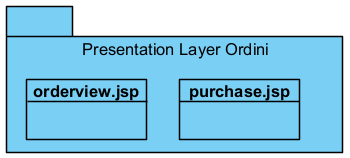 Presentation Layer Ordini
orderview.jsp
purchase.jsp